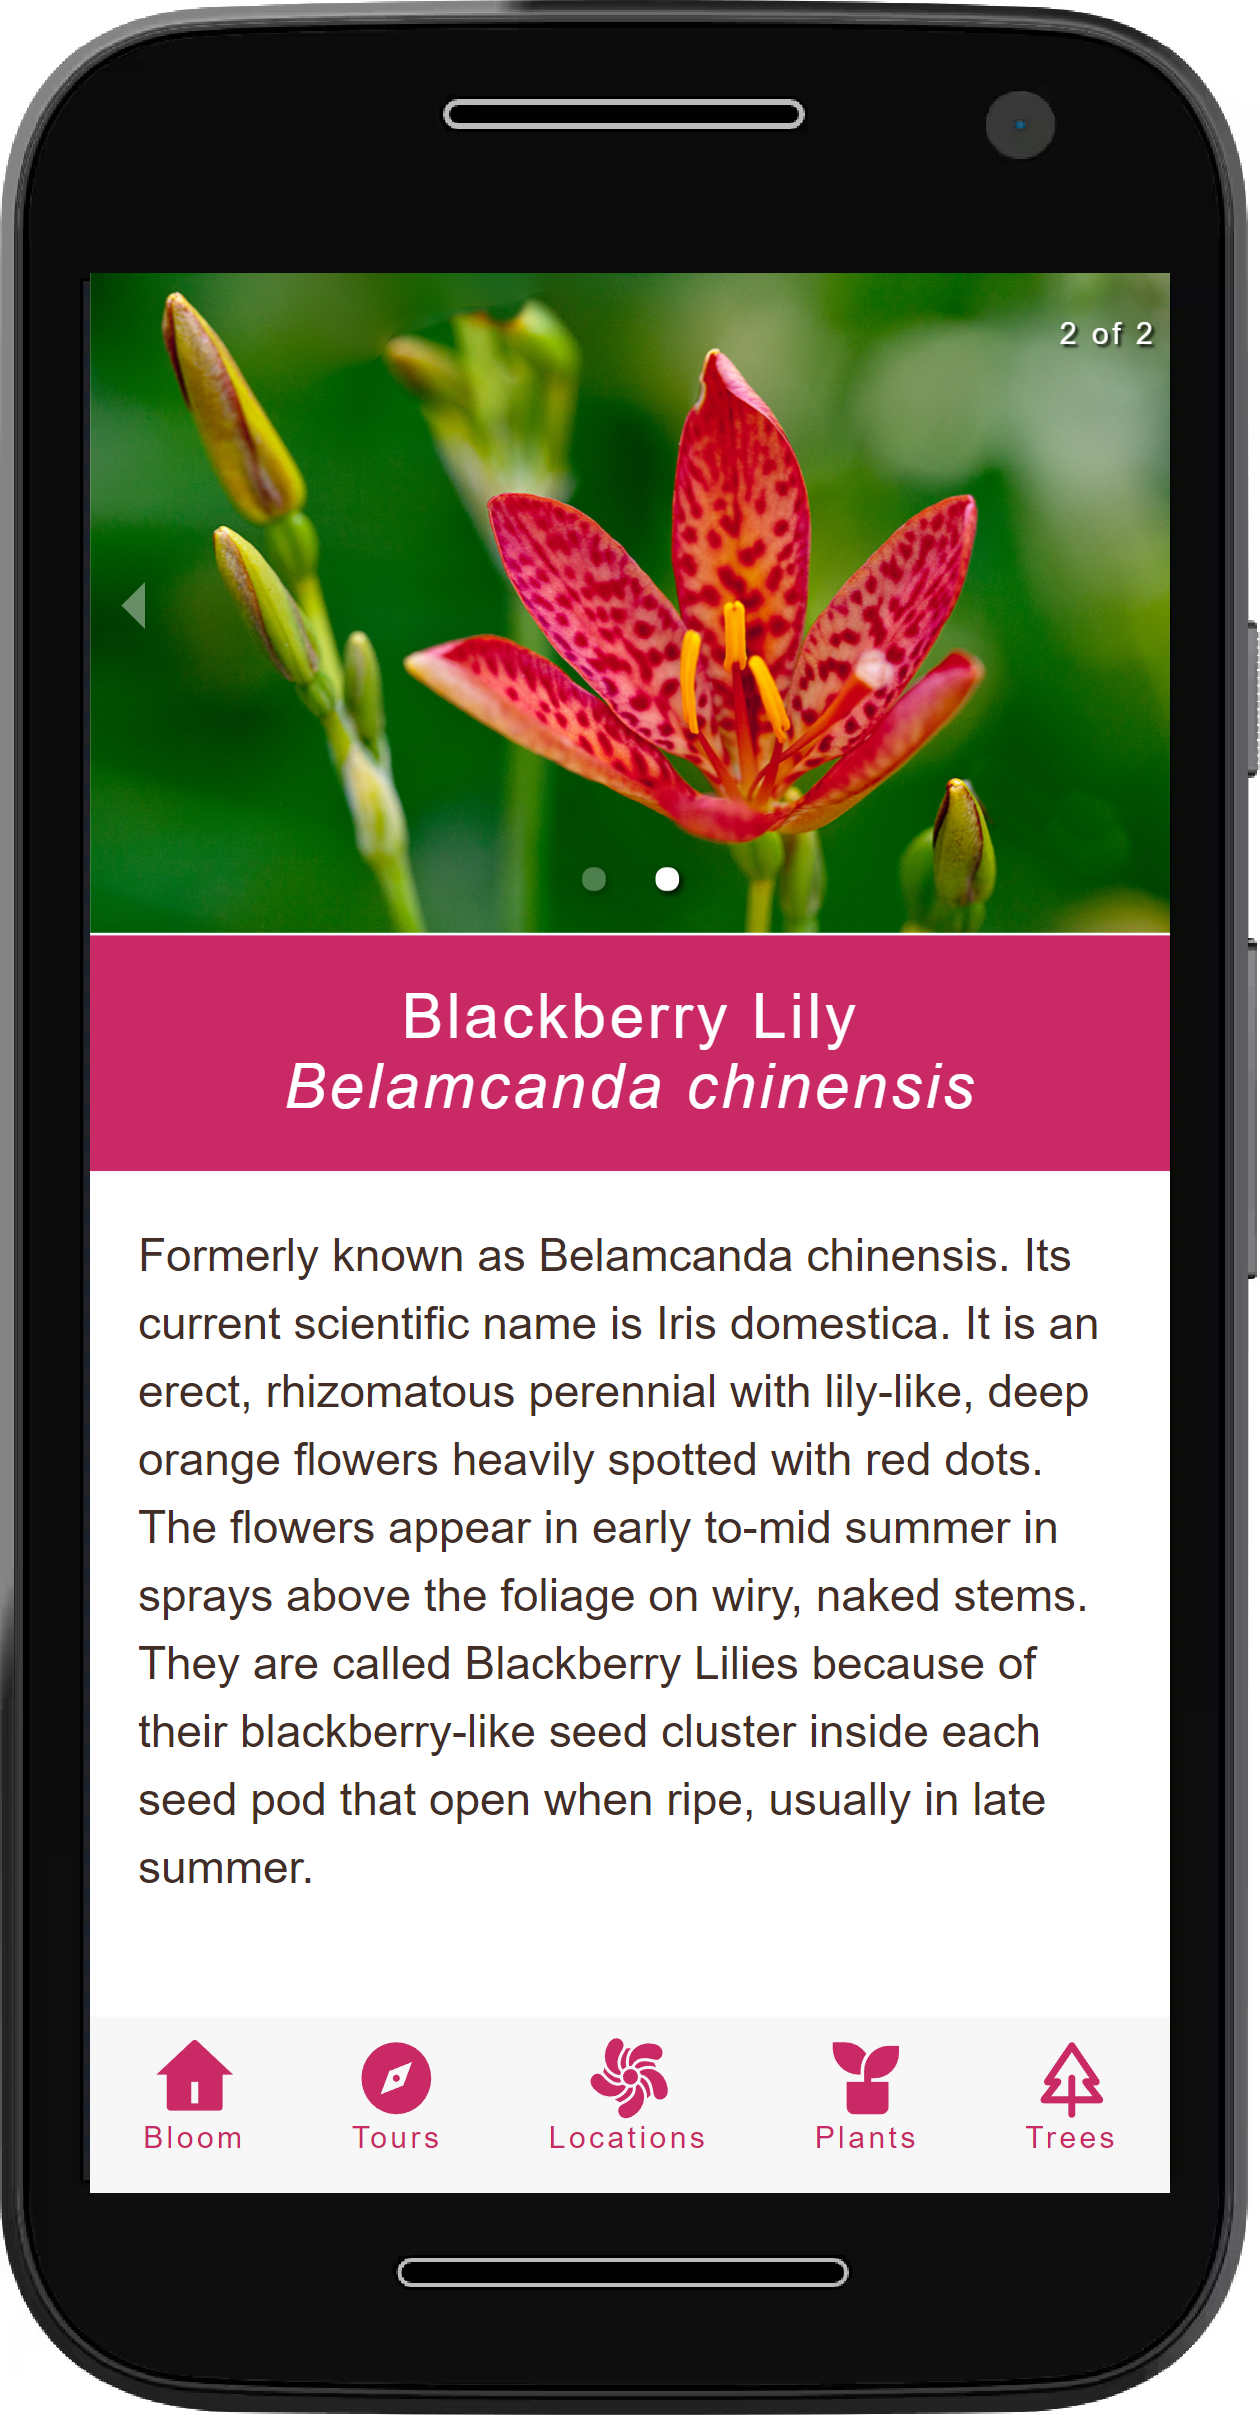 2 of 2
Blackberry Lily
Belamcanda chinensis
Formerly known as Belamcanda chinensis. Its
current scientific name is Iris domestica. It is an
erect, rhizomatous perennial with lily-like, deep
orange flowers heavily spotted with red dots.
The flowers appear in early to-mid summer in
sprays above the foliage on wiry, naked stems.
They are called Blackberry Lilies because of
their blackberry-like seed cluster inside each
seed pod that open when ripe, usually in late
summer.
Bloom
Tours
Locations
Plants
Trees